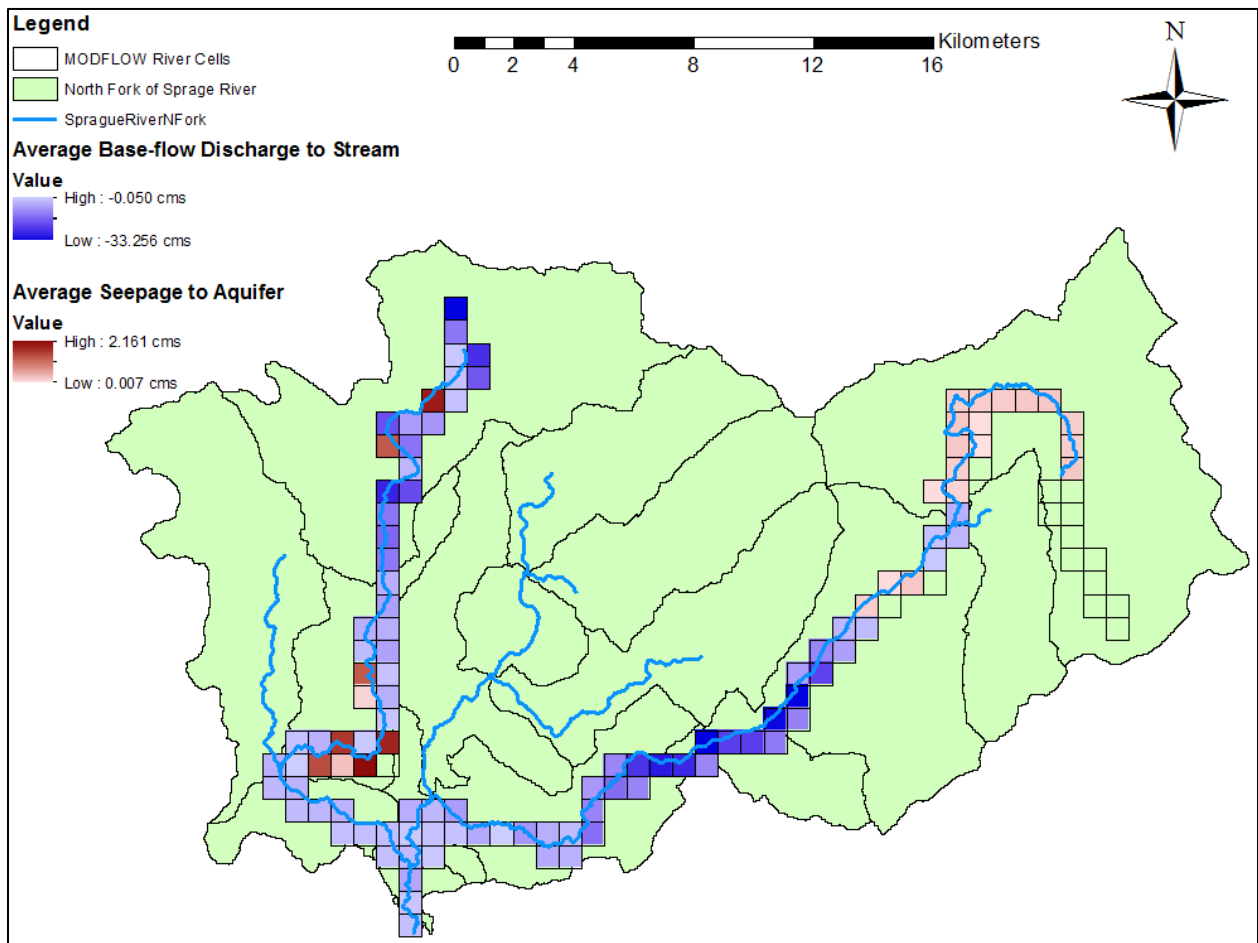 Legend
MODFLOW River Cells
North Fork of Sprage River
SpragueRiverNFork
Average Base-flow Discharge to Stream
Value
High : -0.050 cms
Low : -33.256 cms
Average Seepage to Aquifer
Value
High : 2.161 cms
Low : 0.007 cms
Kilometers
0 2 4 8 12 16
N